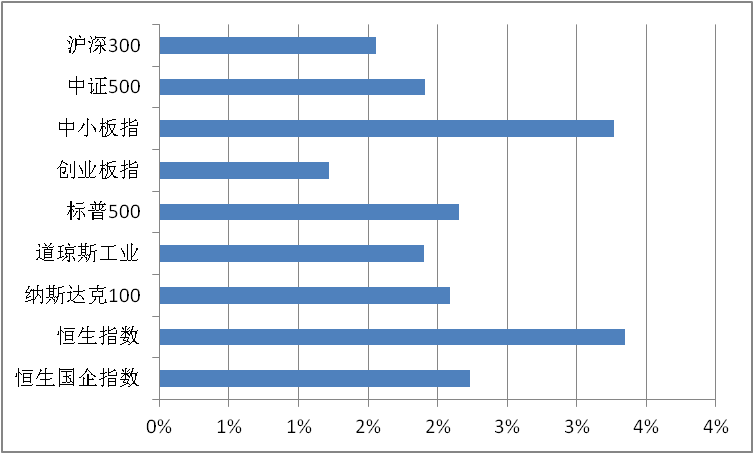 沪深300
中证500
中小板指
创业板指
标普500
道琼斯工业
纳斯达克100
恒生指数
恒生国企指数
0% 1% 1% 2% 2% 3% 3% 4% 4%